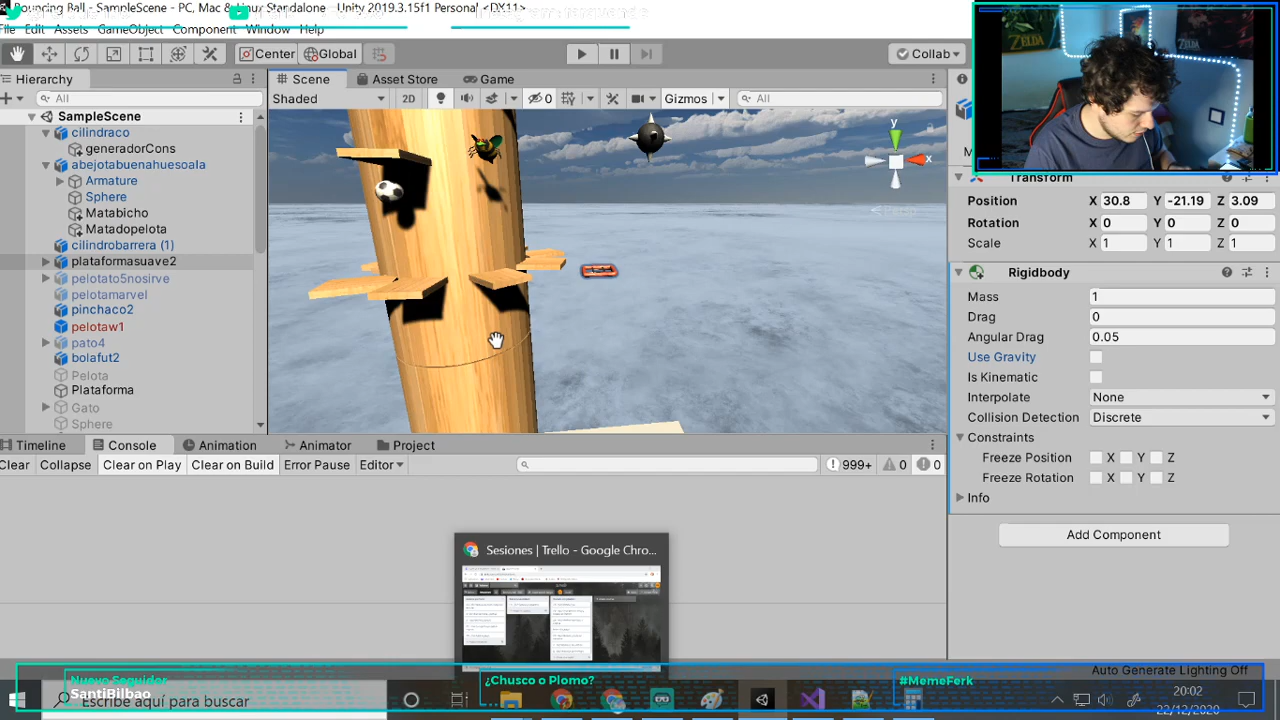 Bouncing Ball - SampleScene - PC, Mac & Linux Standalone - Unity 2019.3.15f1 Personal <DX11>
File Edit Assets GameObject Component Window Help
Center Global Collab
Hierarchy Scene Asset Store Game
All Shaded 2D 0 Gizmos All
SampleScene
cilindraco
generadorCons
abejotabuenahuesoala
Armature
Sphere
Matabicho
Matadopelota
cilindrobarrera (1)
plataformasuave2
pelotato5nosirve
pelotamarvel
pinchaco2
pelotaw1
pato4
bolafut2
Pelota
Plataforma
Gato
Sphere
y
x
Transform
Position X 30.8 Y -21.19 Z 3.09
Rotation X 0 Y 0 Z 0
Scale X 1 Y 1 Z 1
Rigidbody
Mass 1
Drag 0
Angular Drag 0.05
Use Gravity
Is Kinematic
Interpolate None
Collision Detection Discrete
Constraints
Freeze Position X Y Z
Freeze Rotation X Y Z
Info
Add Component
Timeline Console Animation Animator Project
Clear Collapse Clear on Play Clear on Build Error Pause Editor 999+ 0 0
Sesiones | Trello - Google Chro...
Auto Generate Lighting Off
Nuevo Seguidor
SantiBilbao
¿Chusco o Plomo?
#MemeFerk
aquí para buscar
20:02
22/12/2020